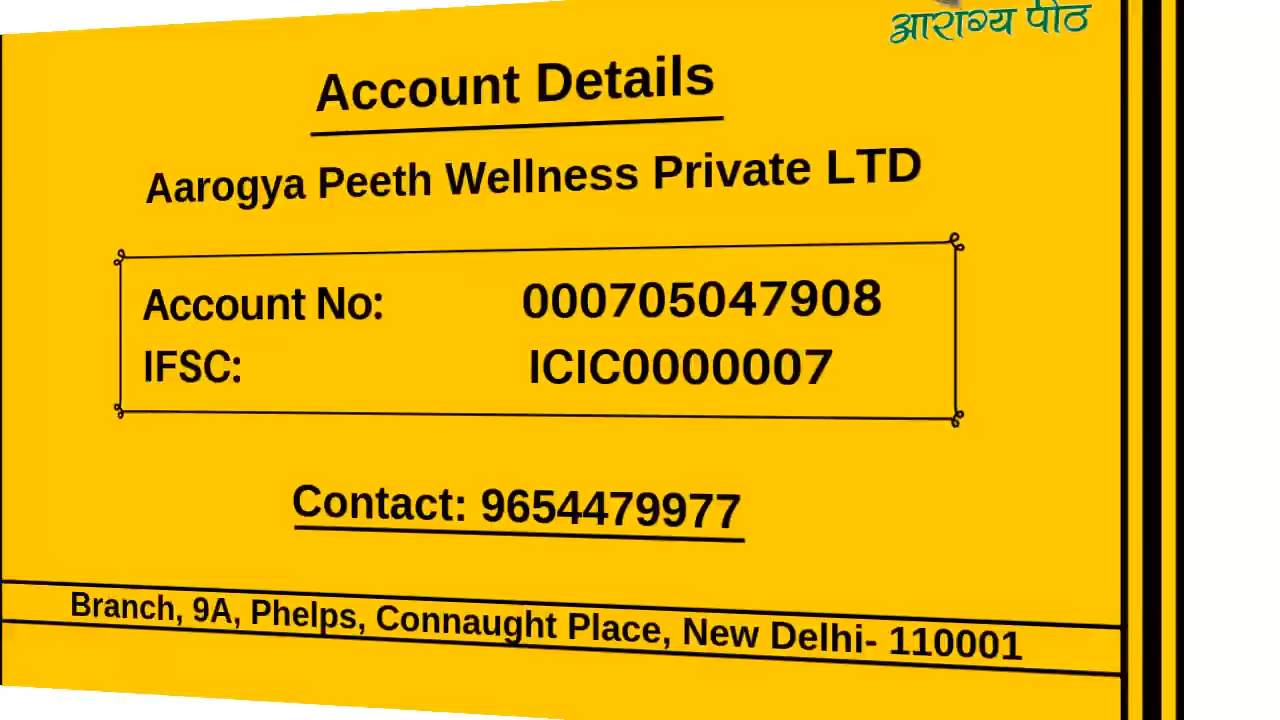 आरोग्य पीठ
Account Details
Aarogya Peeth Wellness Private LTD
Account No: 000705047908
IFSC: ICIC0000007
Contact: 9654479977
Branch, 9A, Phelps, Connaught Place, New Delhi- 110001